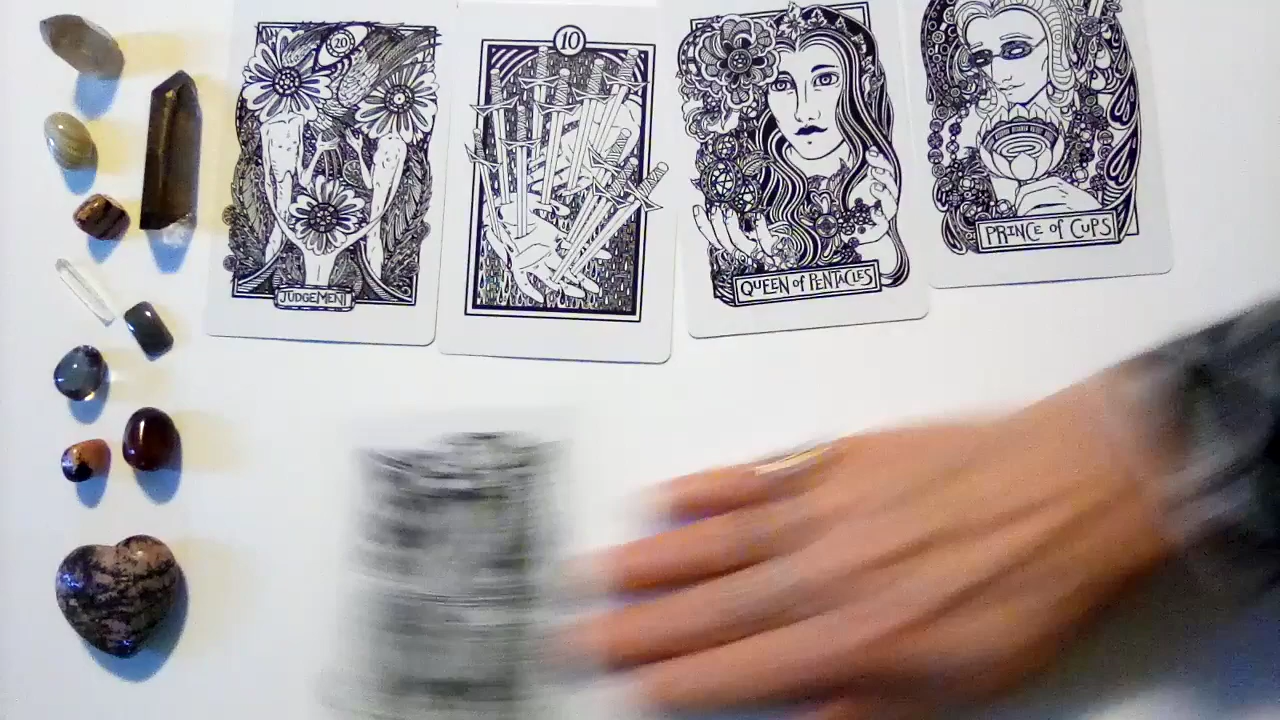 20
JUDGEMENT
10
QUEEN of PENTACLES
PRINCE of CUPS